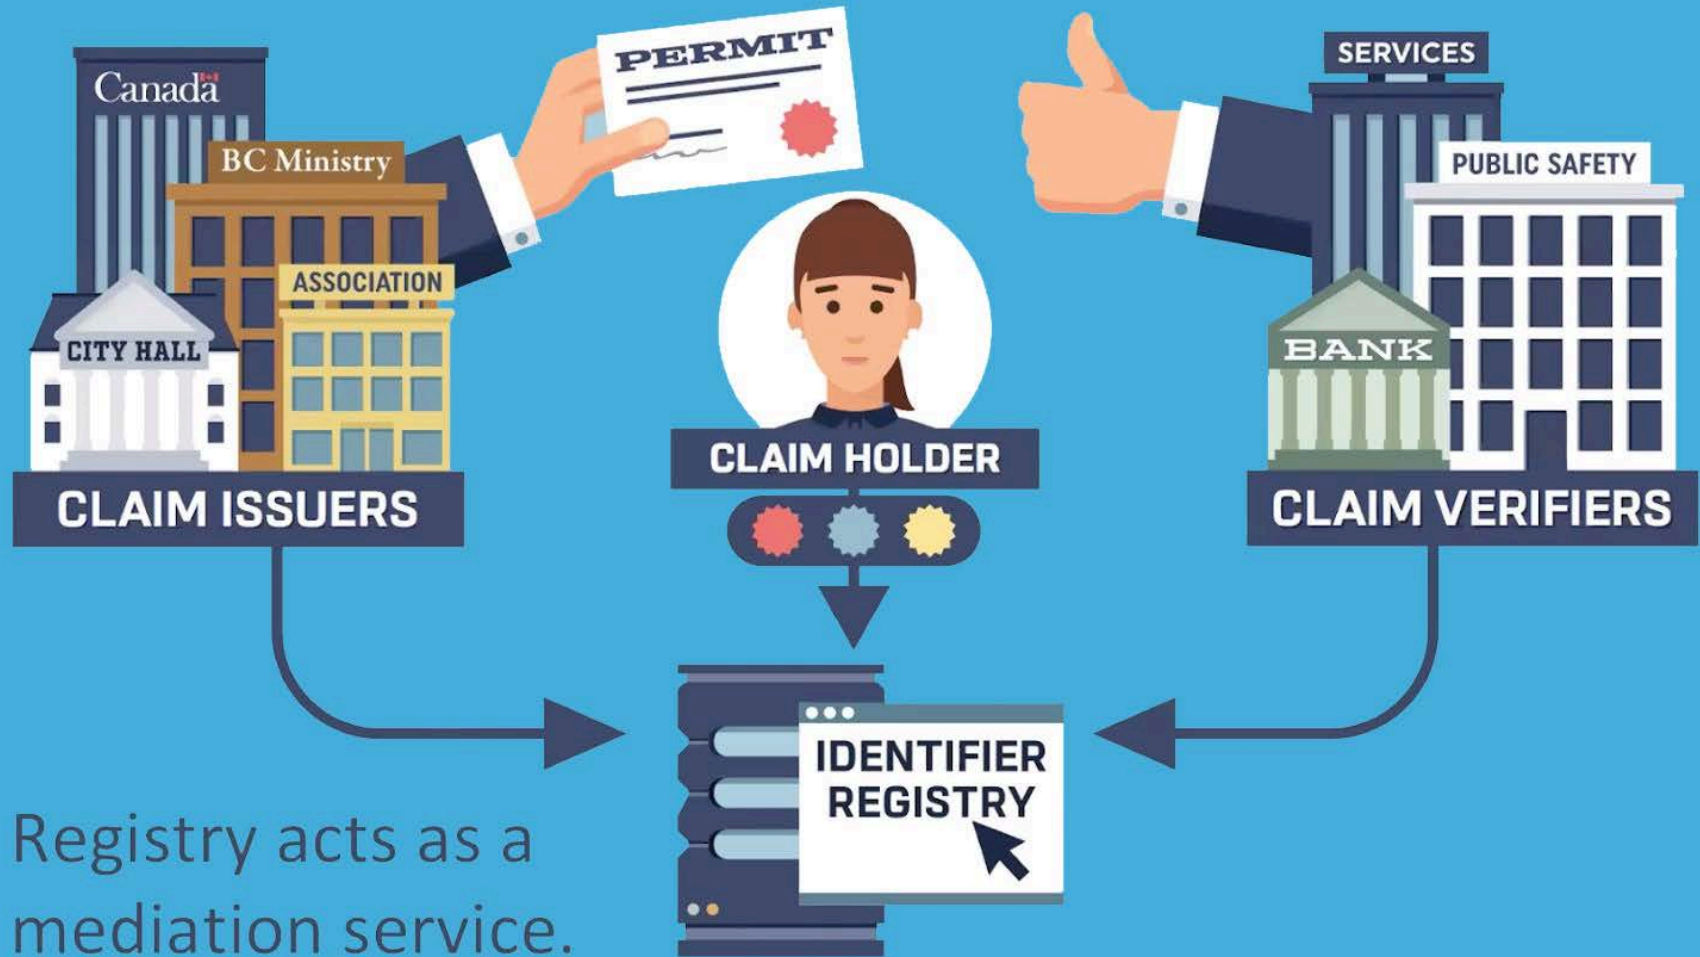 Canada
BC Ministry
ASSOCIATION
CITY HALL
CLAIM ISSUERS
PERMIT
CLAIM HOLDER
SERVICES
PUBLIC SAFETY
BANK
CLAIM VERIFIERS
IDENTIFIER
REGISTRY
Registry acts as a
mediation service.